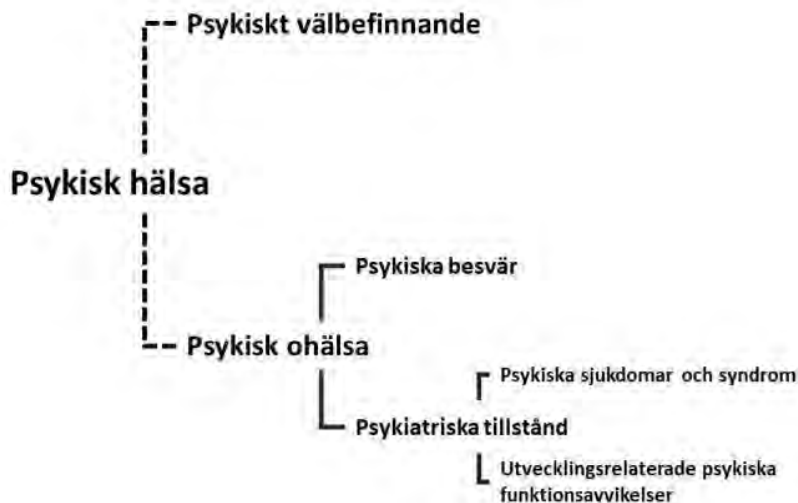 Psykiskt välbefinnande
Psykisk hälsa
Psykiska besvär
Psykisk ohälsa
Psykiska sjukdomar och syndrom
Psykiatriska tillstånd
Utvecklingsrelaterade psykiska
funktionsavvikelser